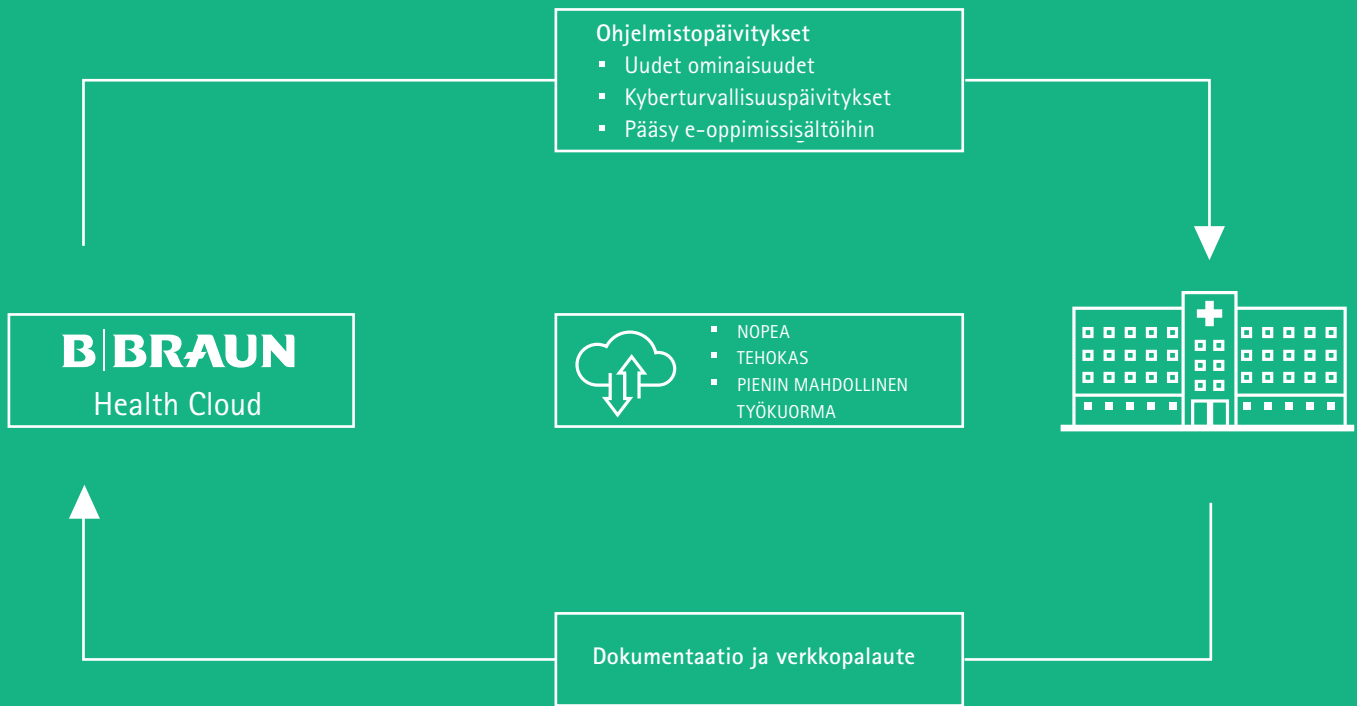 Ohjelmistopäivitykset
▪ Uudet ominaisuudet
▪ Kyberturvallisuuspäivitykset
▪ Pääsy e-oppimissisältöihin
B|BRAUN
Health Cloud
▪ NOPEA
▪ TEHOKAS
▪ PIENIN MAHDOLLINEN
TYÖKUORMA
Dokumentaatio ja verkkopalaute